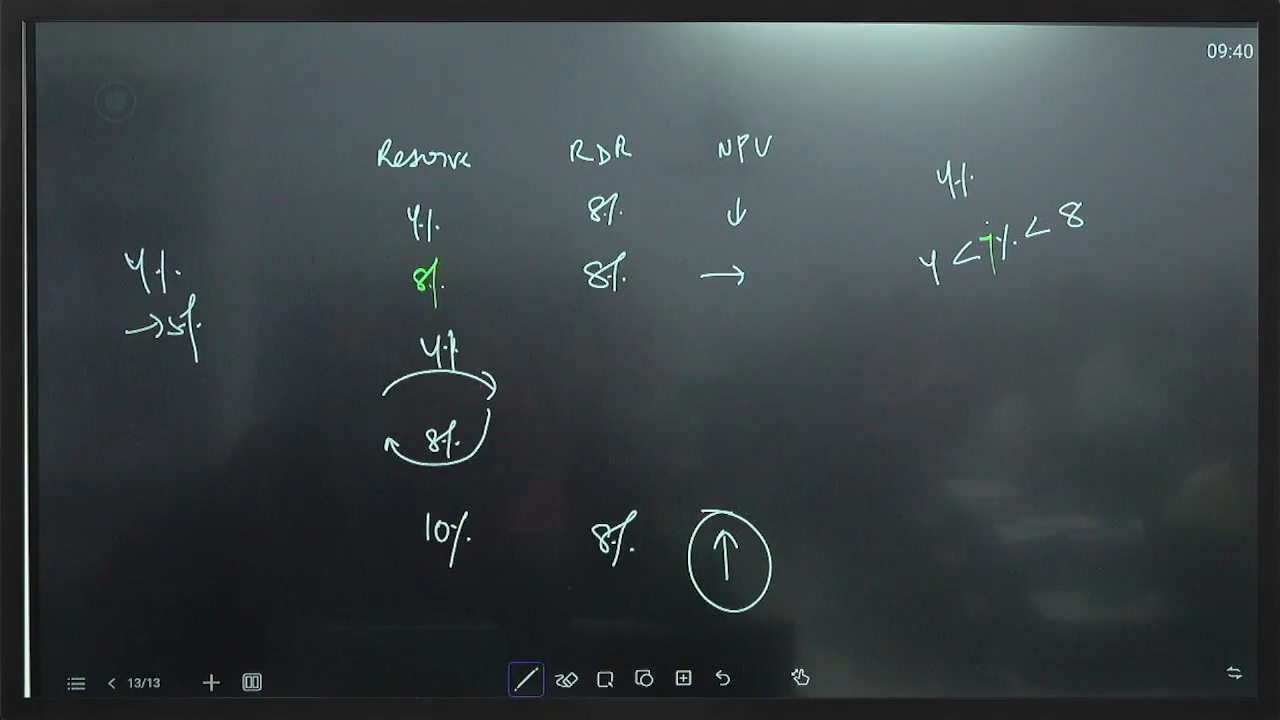 09:40
Reserve RDR NPV
4% 8% ↓
8% 8% →
4%
8%
10% 8% ↑
4%
→ 5%
4%
4 < 7% < 8
13/13